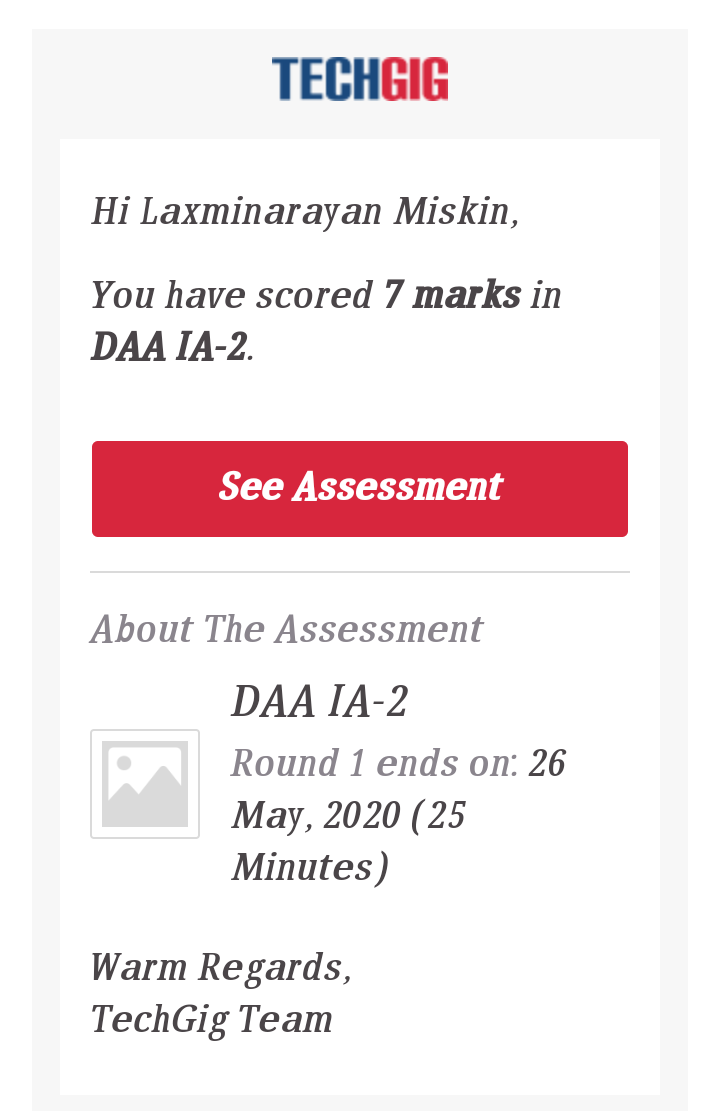 TECHGIG
Hi Laxminarayan Miskin,
You have scored 7 marks in
DAA IA-2.
See Assessment
About The Assessment
DAA IA-2
Round 1 ends on: 26
May, 2020 (25
Minutes)
Warm Regards,
TechGig Team